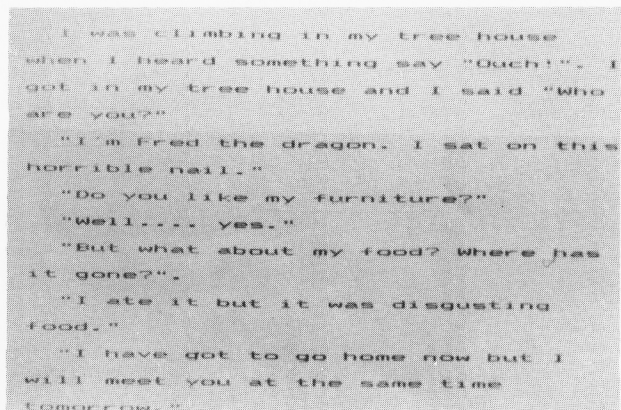 I was climbing in my tree house
when I heard something say "Ouch!". I
got in my tree house and I said "Who
are you?"
"I'm Fred the dragon. I sat on this
horrible nail."
"Do you like my furniture?"
"Well.... yes."
"But what about my food? Where has
it gone?".
"I ate it but it was disgusting
food."
"I have got to go home now but I
will meet you at the same time
tomorrow."